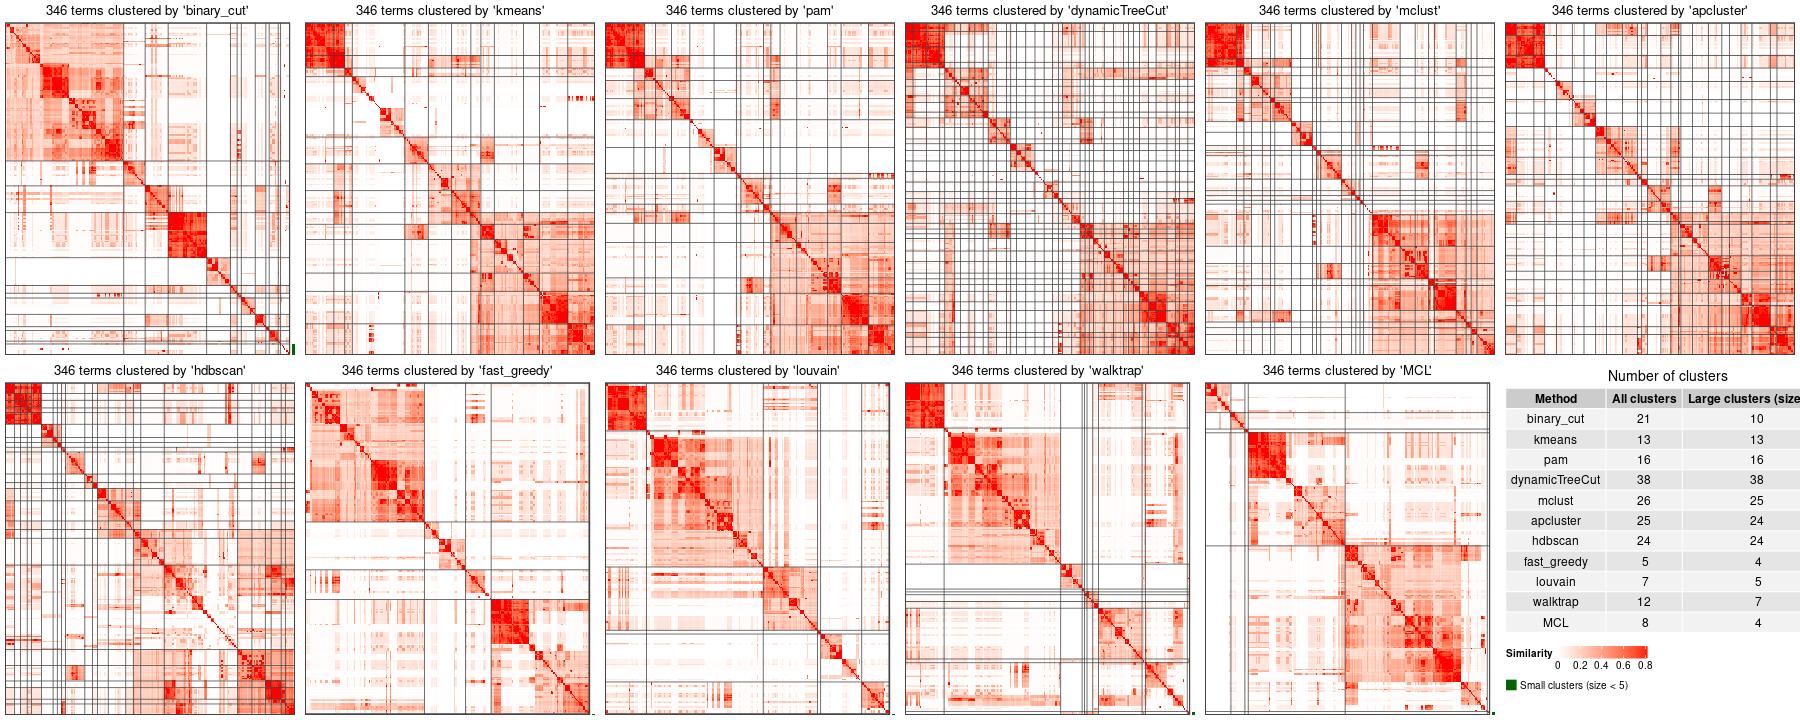 346 terms clustered by 'binary_cut'
346 terms clustered by 'kmeans'
346 terms clustered by 'pam'
346 terms clustered by 'dynamicTreeCut'
346 terms clustered by 'mclust'
346 terms clustered by 'apcluster'
346 terms clustered by 'hdbscan'
346 terms clustered by 'fast_greedy'
346 terms clustered by 'louvain'
346 terms clustered by 'walktrap'
346 terms clustered by 'MCL'
Number of clusters
Method All clusters Large clusters (size
binary_cut 21 10
kmeans 13 13
pam 16 16
dynamicTreeCut 38 38
mclust 26 25
apcluster 25 24
hdbscan 24 24
fast_greedy 5 4
louvain 7 5
walktrap 12 7
MCL 8 4
Similarity
0 0.2 0.4 0.6 0.8
Small clusters (size < 5)